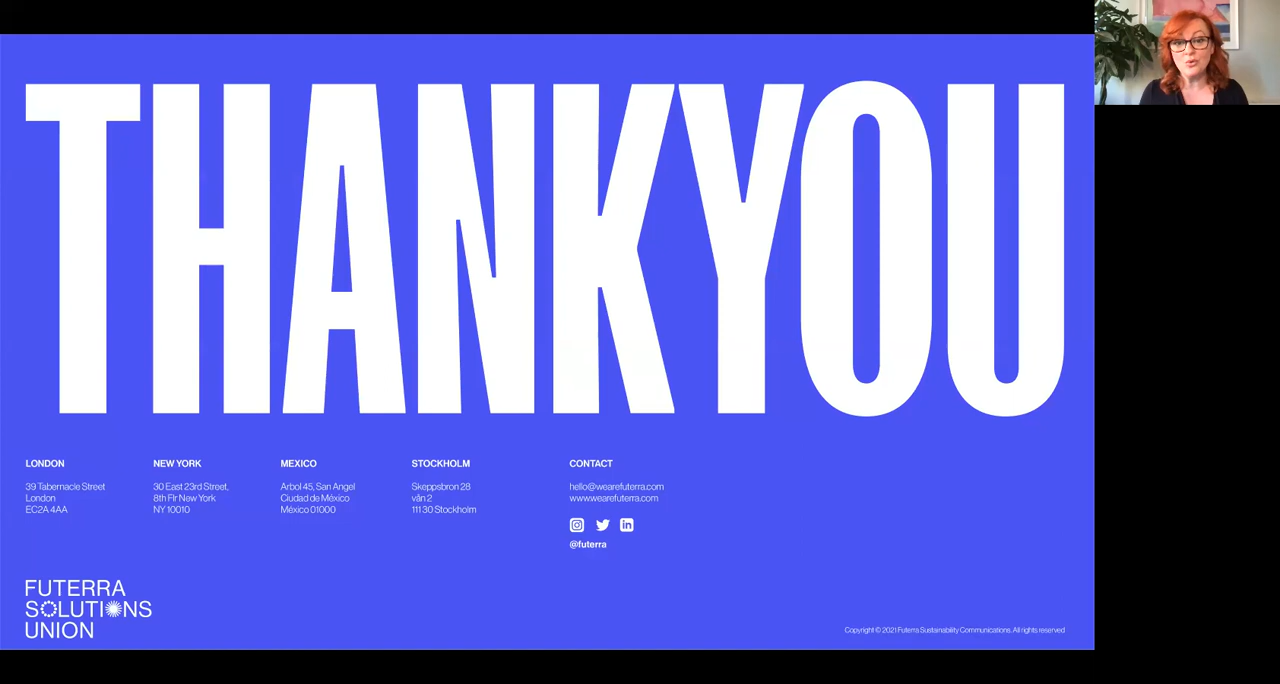 THANKYOU
LONDON
39 Tabernacle Street
London
EC2A 4AA
NEW YORK
30 East 23rd Street,
8th Flr New York
NY 10010
MEXICO
Arbol 45, San Angel
Ciudad de México
México 01000
STOCKHOLM
Skeppsbron 28
vån 2
111 30 Stockholm
CONTACT
hello@wearefuterra.com
www.wearefuterra.com
@futerra
FUTERRA
SOLUTIONS
UNION
Copyright © 2021 Futerra Sustainability Communications. All rights reserved